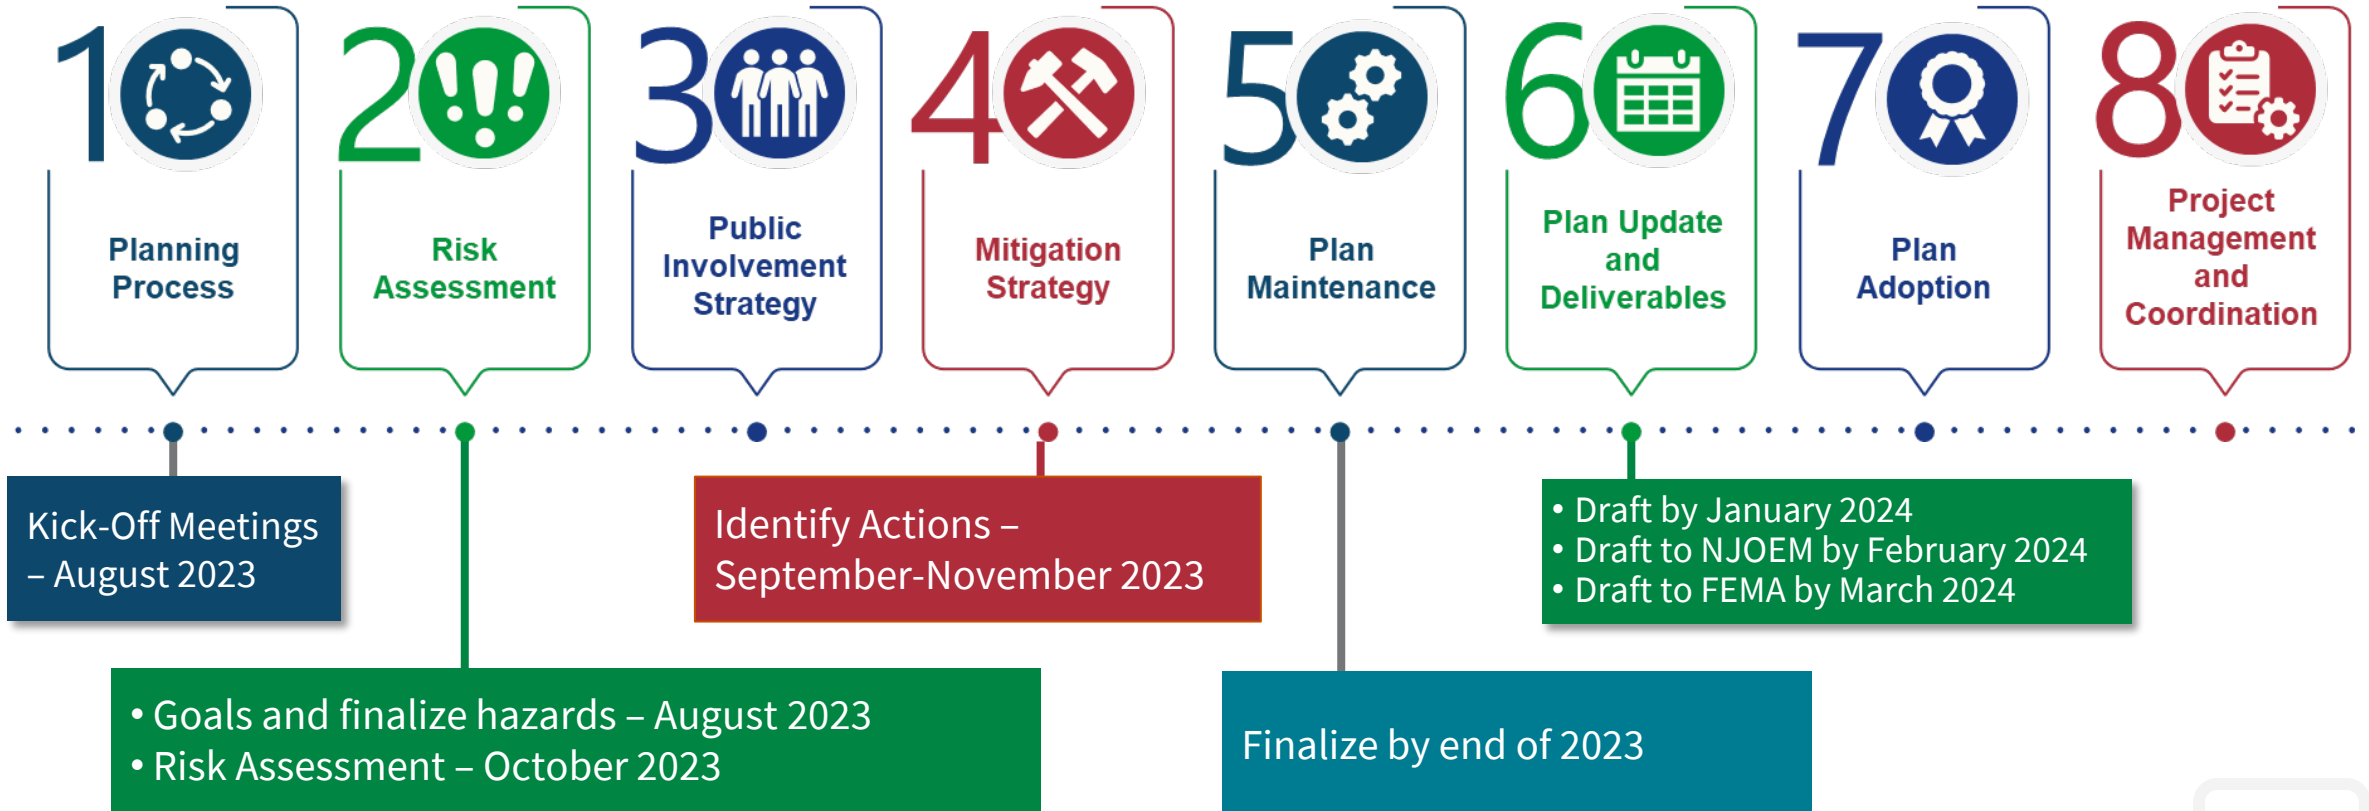 1
Planning
Process
2
Risk
Assessment
3
Public
Involvement
Strategy
4
Mitigation
Strategy
5
Plan
Maintenance
6
Plan Update
and
Deliverables
7
Plan
Adoption
8
Project
Management
and
Coordination
Kick-Off Meetings
– August 2023
• Goals and finalize hazards – August 2023
• Risk Assessment – October 2023
Identify Actions –
September-November 2023
Finalize by end of 2023
• Draft by January 2024
• Draft to NJOEM by February 2024
• Draft to FEMA by March 2024